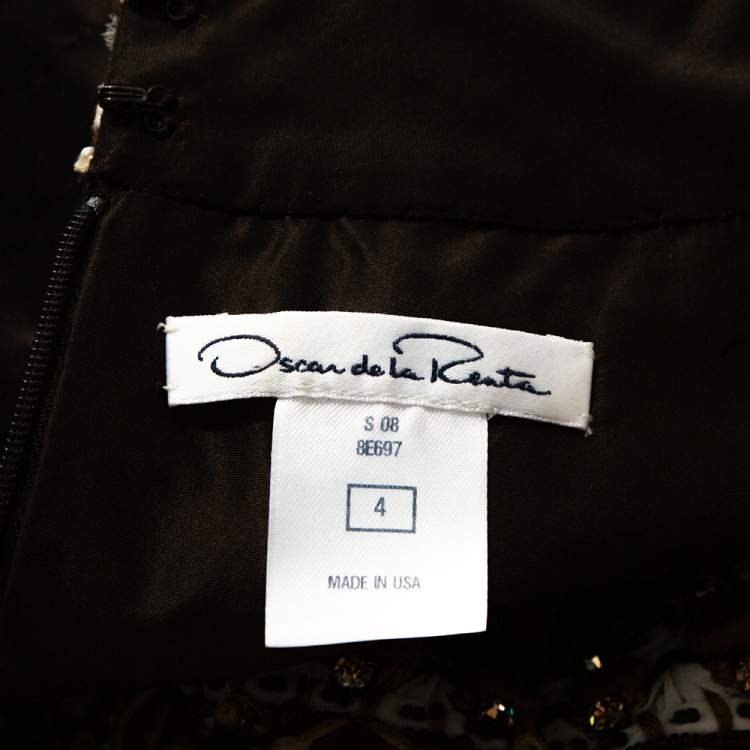 Oscar de la Renta
S 08
8E697
4
MADE IN USA